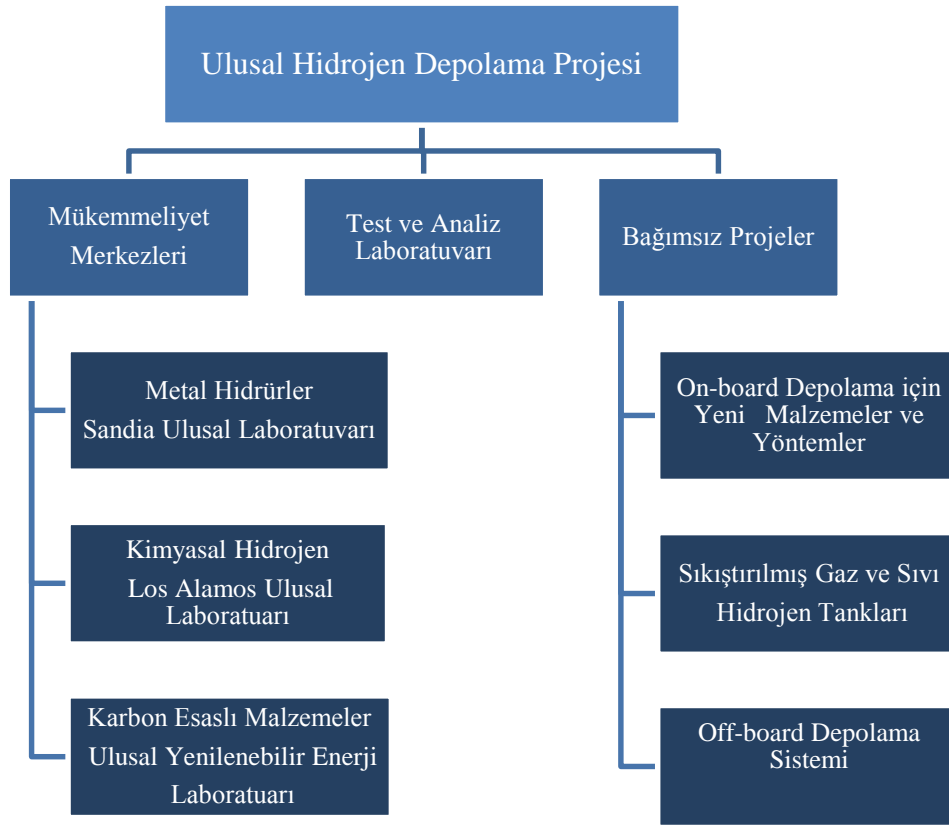 Ulusal Hidrojen Depolama Projesi
Mükemmeliyet
Merkezleri
Test ve Analiz
Laboratuvarı
Bağımsız Projeler
Metal Hidrürler
Sandia Ulusal Laboratuvarı
Kimyasal Hidrojen
Los Alamos Ulusal
Laboratuarı
Karbon Esaslı Malzemeler
Ulusal Yenilenebilir Enerji
Laboratuarı
On-board Depolama için
Yeni Malzemeler ve
Yöntemler
Sıkıştırılmış Gaz ve Sıvı
Hidrojen Tankları
Off-board Depolama
Sistemi